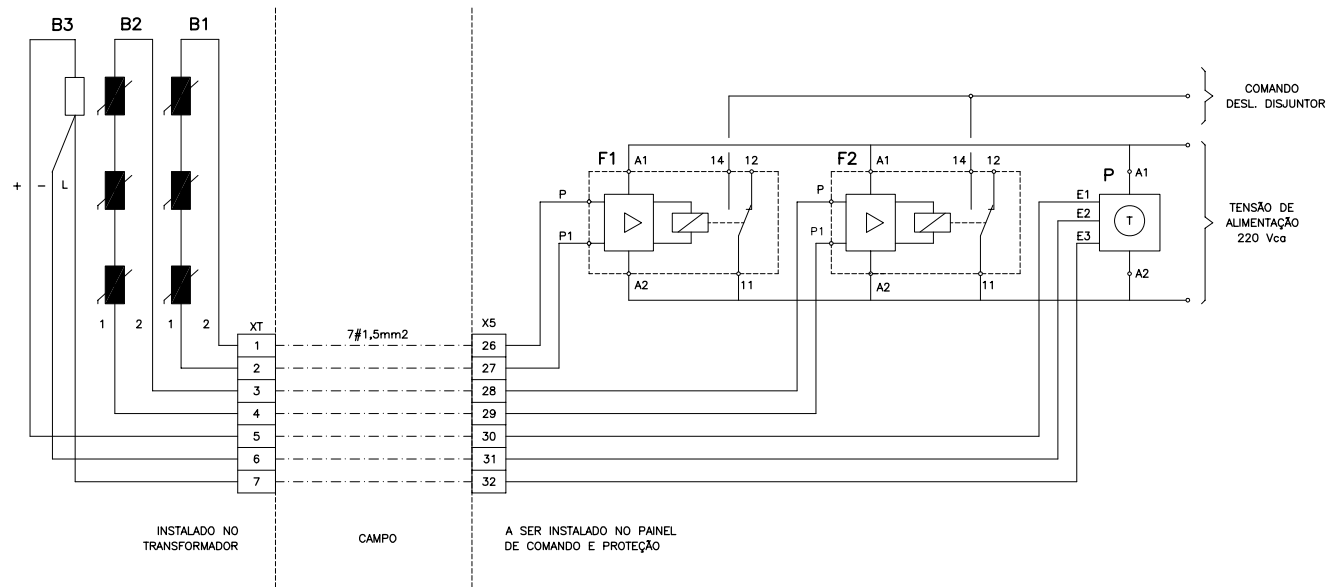 B3 B2 B1
COMANDO
DESL. DISJUNTOR
F1 A1 14 12
F2 A1 14 12
P A1
+ - L
P
P
E1
E2
E3
T
TENSÃO DE
ALIMENTAÇÃO
220 Vca
P1
P1
A2 11
A2 11
A2
1 2 1 2
XT
7#1,5mm2
X5
1 26
2 27
3 28
4 29
5 30
6 31
7 32
INSTALADO NO
TRANSFORMADOR
CAMPO
A SER INSTALADO NO PAINEL
DE COMANDO E PROTEÇÃO